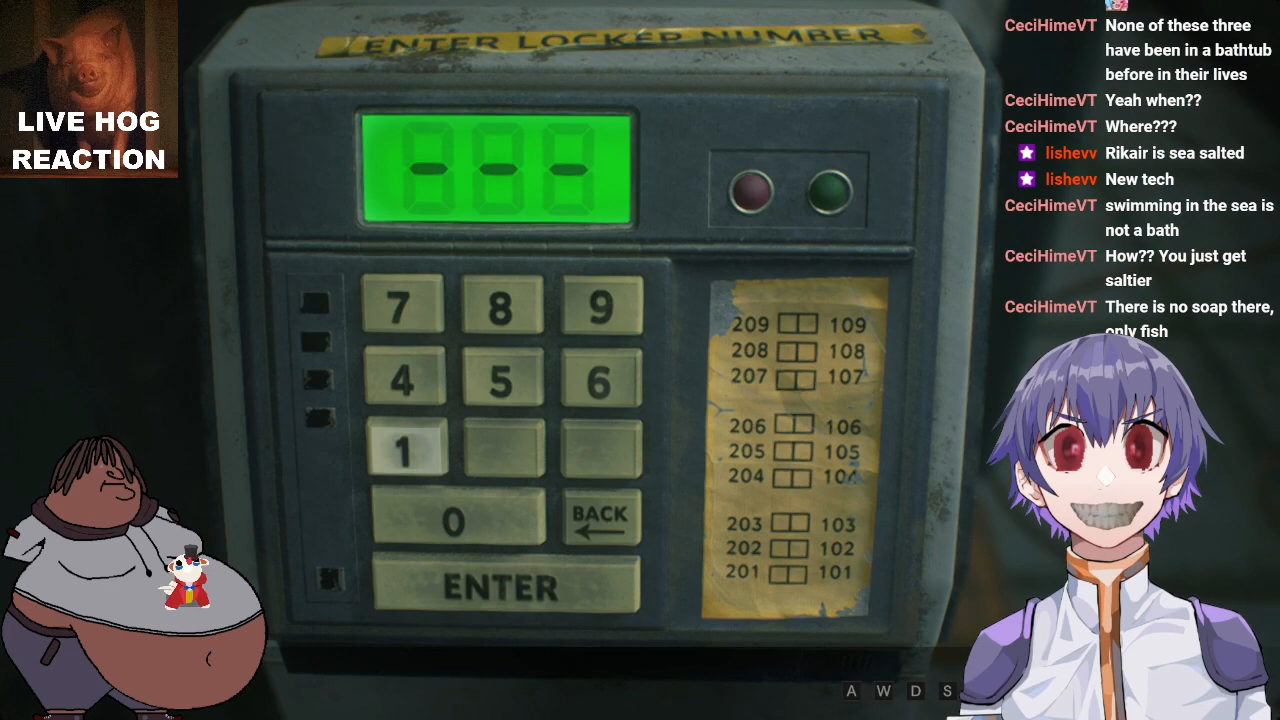 LIVE HOG
REACTION
ENTER LOCKER NUMBER
7 8 9
4 5 6
1
0 BACK
ENTER
209 109
208 108
207 107
206 106
205 105
204 104
203 103
202 102
201 101
A W D S
CeciHimeVT None of these three
have been in a bathtub
before in their lives
CeciHimeVT Yeah when??
CeciHimeVT Where???
lishevv Rikair is sea salted
lishevv New tech
CeciHimeVT swimming in the sea is
not a bath
CeciHimeVT How?? You just get
saltier
CeciHimeVT There is no soap there,
only fish